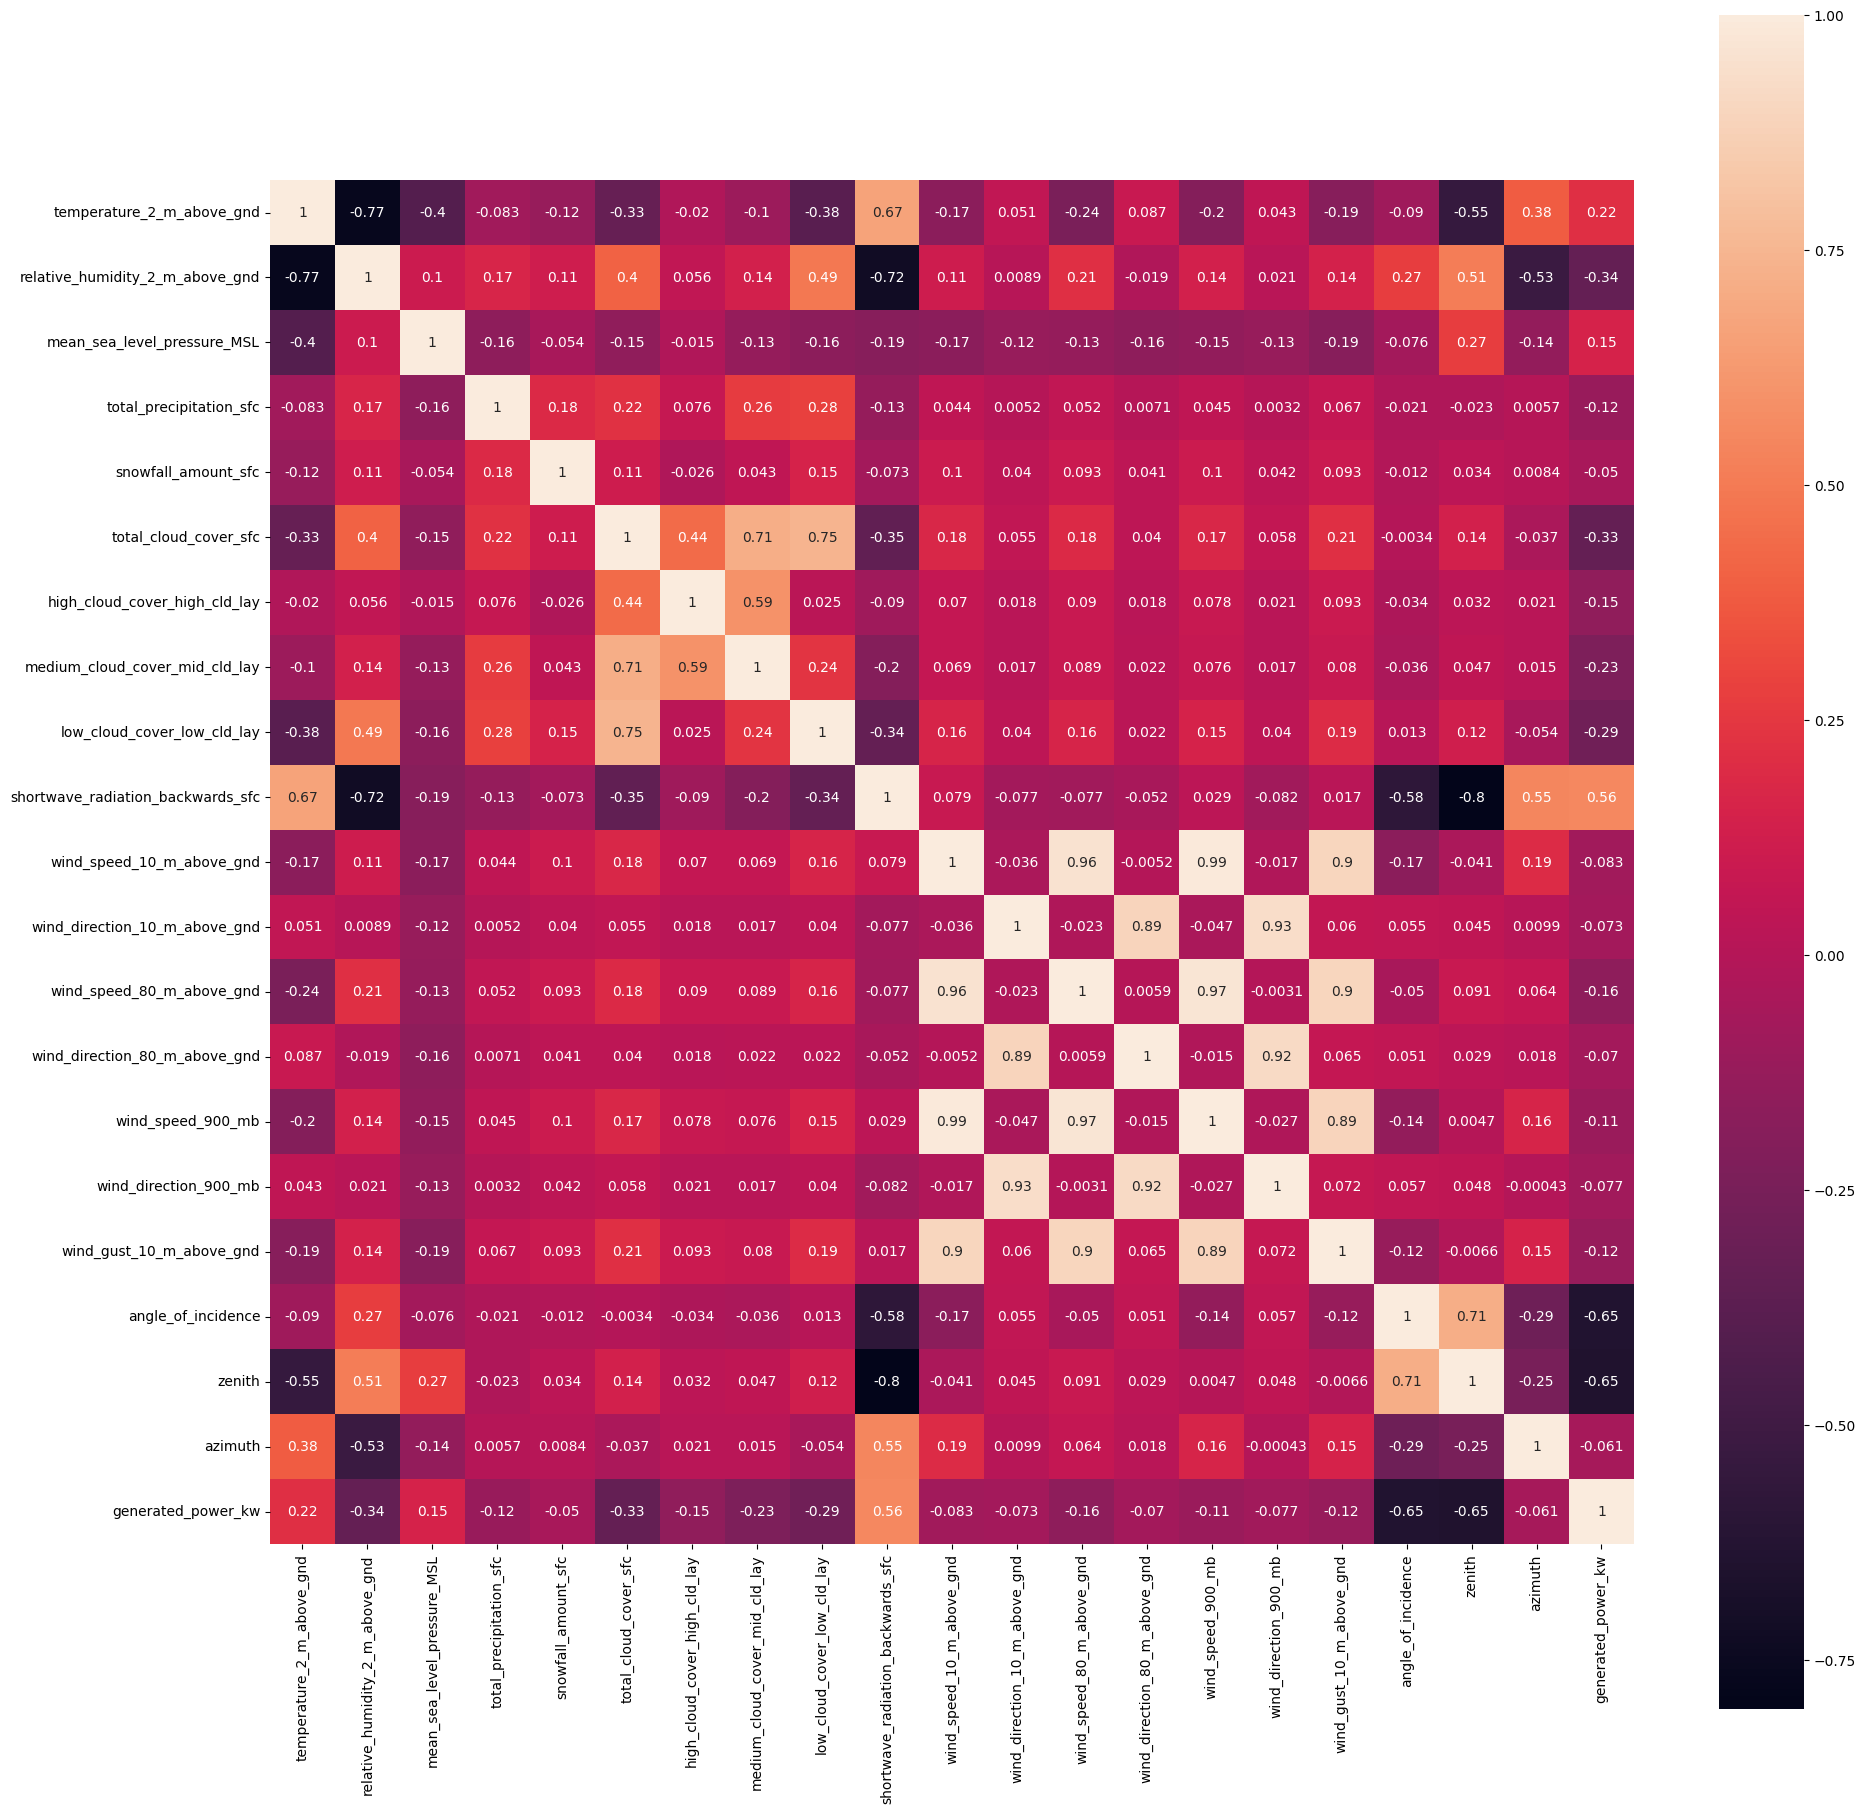 1.00
temperature_2_m_above_gnd 1 -0.77 -0.4 -0.083 -0.12 -0.33 -0.02 -0.1 -0.38 0.67 -0.17 0.051 -0.24 0.087 -0.2 0.043 -0.19 -0.09 -0.55 0.38 0.22
0.75
relative_humidity_2_m_above_gnd -0.77 1 0.1 0.17 0.11 0.4 0.056 0.14 0.49 -0.72 0.11 0.0089 0.21 -0.019 0.14 0.021 0.14 0.27 0.51 -0.53 -0.34
mean_sea_level_pressure_MSL -0.4 0.1 1 -0.16 -0.054 -0.15 -0.015 -0.13 -0.16 -0.19 -0.17 -0.12 -0.13 -0.16 -0.15 -0.13 -0.19 -0.076 0.27 -0.14 0.15
total_precipitation_sfc -0.083 0.17 -0.16 1 0.18 0.22 0.076 0.26 0.28 -0.13 0.044 0.0052 0.052 0.0071 0.045 0.0032 0.067 -0.021 -0.023 0.0057 -0.12
snowfall_amount_sfc -0.12 0.11 -0.054 0.18 1 0.11 -0.026 0.043 0.15 -0.073 0.1 0.04 0.093 0.041 0.1 0.042 0.093 -0.012 0.034 0.0084 -0.05
0.50
total_cloud_cover_sfc -0.33 0.4 -0.15 0.22 0.11 1 0.44 0.71 0.75 -0.35 0.18 0.055 0.18 0.04 0.17 0.058 0.21 -0.0034 0.14 -0.037 -0.33
high_cloud_cover_high_cld_lay -0.02 0.056 -0.015 0.076 -0.026 0.44 1 0.59 0.025 -0.09 0.07 0.018 0.09 0.018 0.078 0.021 0.093 -0.034 0.032 0.021 -0.15
medium_cloud_cover_mid_cld_lay -0.1 0.14 -0.13 0.26 0.043 0.71 0.59 1 0.24 -0.2 0.069 0.017 0.089 0.022 0.076 0.017 0.08 -0.036 0.047 0.015 -0.23
0.25
low_cloud_cover_low_cld_lay -0.38 0.49 -0.16 0.28 0.15 0.75 0.025 0.24 1 -0.34 0.16 0.04 0.16 0.022 0.15 0.04 0.19 0.013 0.12 -0.054 -0.29
shortwave_radiation_backwards_sfc 0.67 -0.72 -0.19 -0.13 -0.073 -0.35 -0.09 -0.2 -0.34 1 0.079 -0.077 -0.077 -0.052 0.029 -0.082 0.017 -0.58 -0.8 0.55 0.56
wind_speed_10_m_above_gnd -0.17 0.11 -0.17 0.044 0.1 0.18 0.07 0.069 0.16 0.079 1 -0.036 0.96 -0.0052 0.99 -0.017 0.9 -0.17 -0.041 0.19 -0.083
wind_direction_10_m_above_gnd 0.051 0.0089 -0.12 0.0052 0.04 0.055 0.018 0.017 0.04 -0.077 -0.036 1 -0.023 0.89 -0.047 0.93 0.06 0.055 0.045 0.0099 -0.073
0.00
wind_speed_80_m_above_gnd -0.24 0.21 -0.13 0.052 0.093 0.18 0.09 0.089 0.16 -0.077 0.96 -0.023 1 0.0059 0.97 -0.0031 0.9 -0.05 0.091 0.064 -0.16
wind_direction_80_m_above_gnd 0.087 -0.019 -0.16 0.0071 0.041 0.04 0.018 0.022 0.022 -0.052 -0.0052 0.89 0.0059 1 -0.015 0.92 0.065 0.051 0.029 0.018 -0.07
wind_speed_900_mb -0.2 0.14 -0.15 0.045 0.1 0.17 0.078 0.076 0.15 0.029 0.99 -0.047 0.97 -0.015 1 -0.027 0.89 -0.14 0.0047 0.16 -0.11
wind_direction_900_mb 0.043 0.021 -0.13 0.0032 0.042 0.058 0.021 0.017 0.04 -0.082 -0.017 0.93 -0.0031 0.92 -0.027 1 0.072 0.057 0.048 -0.00043 -0.077
−0.25
wind_gust_10_m_above_gnd -0.19 0.14 -0.19 0.067 0.093 0.21 0.093 0.08 0.19 0.017 0.9 0.06 0.9 0.065 0.89 0.072 1 -0.12 -0.0066 0.15 -0.12
angle_of_incidence -0.09 0.27 -0.076 -0.021 -0.012 -0.0034 -0.034 -0.036 0.013 -0.58 -0.17 0.055 -0.05 0.051 -0.14 0.057 -0.12 1 0.71 -0.29 -0.65
zenith -0.55 0.51 0.27 -0.023 0.034 0.14 0.032 0.047 0.12 -0.8 -0.041 0.045 0.091 0.029 0.0047 0.048 -0.0066 0.71 1 -0.25 -0.65
−0.50
azimuth 0.38 -0.53 -0.14 0.0057 0.0084 -0.037 0.021 0.015 -0.054 0.55 0.19 0.0099 0.064 0.018 0.16 -0.00043 0.15 -0.29 -0.25 1 -0.061
generated_power_kw 0.22 -0.34 0.15 -0.12 -0.05 -0.33 -0.15 -0.23 -0.29 0.56 -0.083 -0.073 -0.16 -0.07 -0.11 -0.077 -0.12 -0.65 -0.65 -0.061 1
−0.75
temperature_2_m_above_gnd
relative_humidity_2_m_above_gnd
mean_sea_level_pressure_MSL
total_precipitation_sfc
snowfall_amount_sfc
total_cloud_cover_sfc
high_cloud_cover_high_cld_lay
medium_cloud_cover_mid_cld_lay
low_cloud_cover_low_cld_lay
shortwave_radiation_backwards_sfc
wind_speed_10_m_above_gnd
wind_direction_10_m_above_gnd
wind_speed_80_m_above_gnd
wind_direction_80_m_above_gnd
wind_speed_900_mb
wind_direction_900_mb
wind_gust_10_m_above_gnd
angle_of_incidence
zenith
azimuth
generated_power_kw